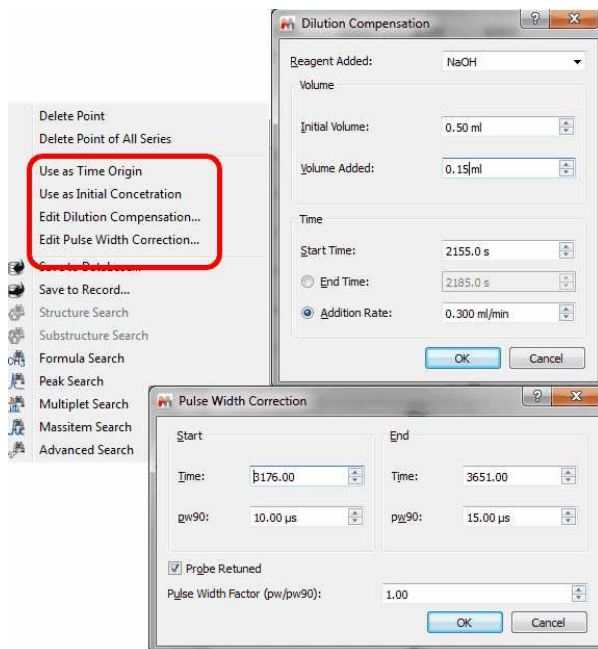 Dilution Compensation
Reagent Added: NaOH
Volume
Initial Volume: 0.50 ml
Volume Added: 0.15 ml
Time
Start Time: 2155.0 s
End Time: 2185.0 s
Addition Rate: 0.300 ml/min
OK Cancel
Delete Point
Delete Point of All Series
Use as Time Origin
Use as Initial Concetration
Edit Dilution Compensation...
Edit Pulse Width Correction...
Save to Database...
Save to Record...
Structure Search
Substructure Search
Formula Search
Peak Search
Multiplet Search
Massitem Search
Advanced Search
Pulse Width Correction
Start End
Time: 3176.00 Time: 3651.00
pw90: 10.00 µs pw90: 15.00 µs
Probe Retuned
Pulse Width Factor (pw/pw90): 1.00
OK Cancel